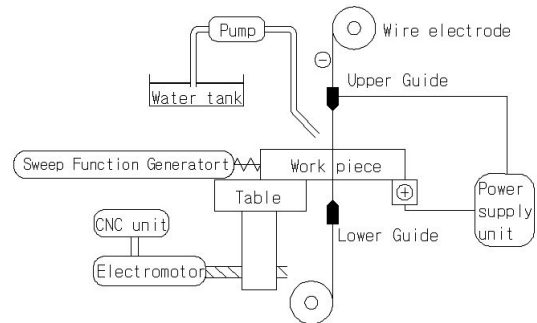 Pump
Wire electrode
⊖
Upper Guide
Water tank
Sweep Function Generatort
Work piece
Table
⊕
Power
supply
unit
CNC unit
Lower Guide
Electromotor